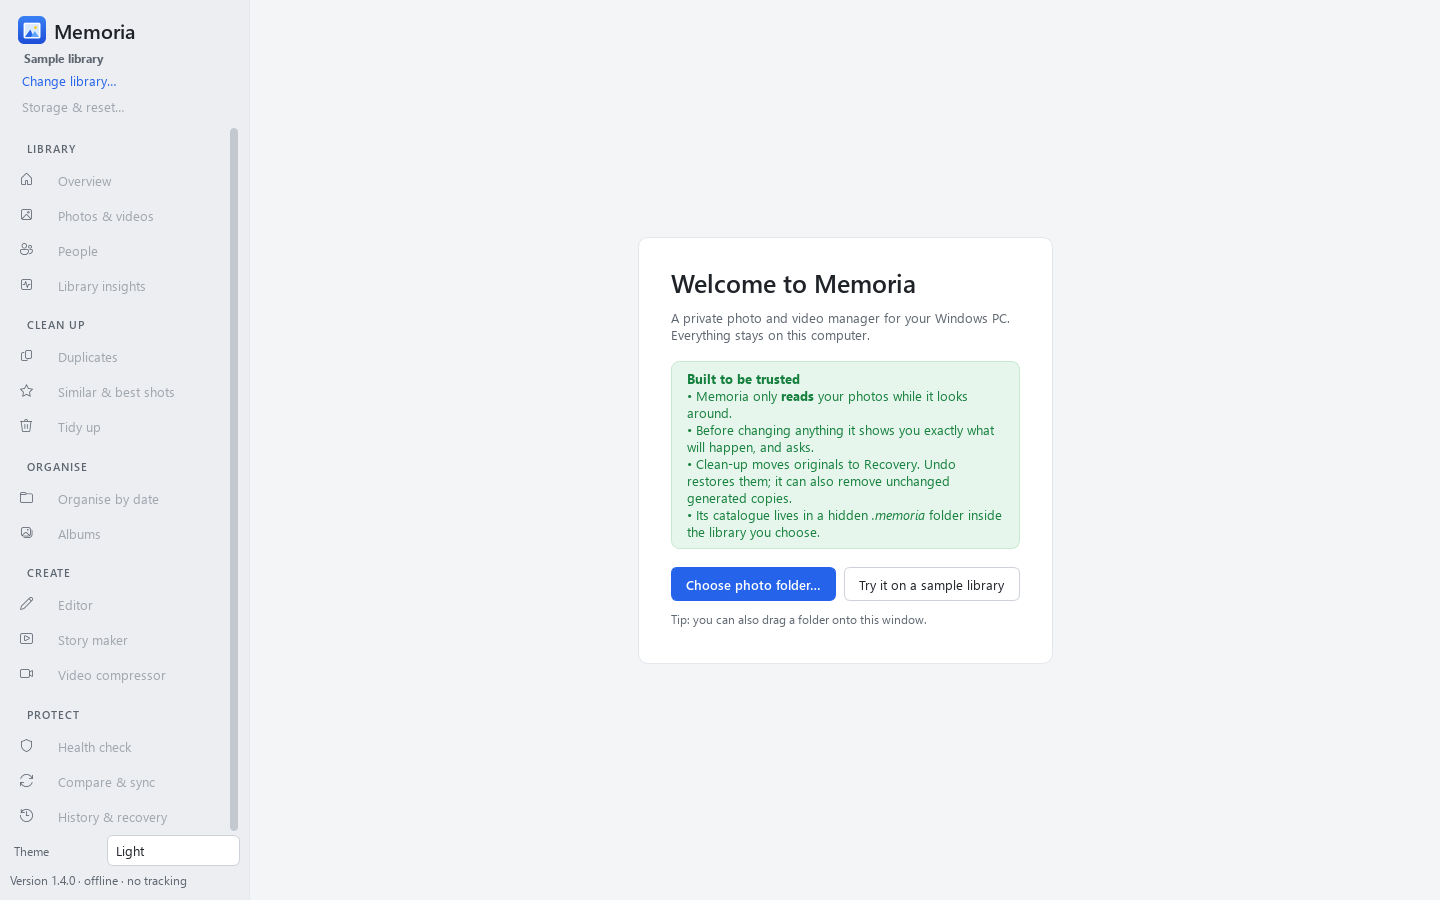 Memoria
Sample library
Change library...
Storage & reset...
LIBRARY
Overview
Photos & videos
People
Library insights
CLEAN UP
Duplicates
Similar & best shots
Tidy up
ORGANISE
Organise by date
Albums
CREATE
Editor
Story maker
Video compressor
PROTECT
Health check
Compare & sync
History & recovery
Theme
Light
Version 1.4.0 · offline · no tracking
Welcome to Memoria
A private photo and video manager for your Windows PC.
Everything stays on this computer.
Built to be trusted
• Memoria only reads your photos while it looks
around.
• Before changing anything it shows you exactly what
will happen, and asks.
• Clean-up moves originals to Recovery. Undo
restores them; it can also remove unchanged
generated copies.
• Its catalogue lives in a hidden .memoria folder inside
the library you choose.
Choose photo folder...
Try it on a sample library
Tip: you can also drag a folder onto this window.